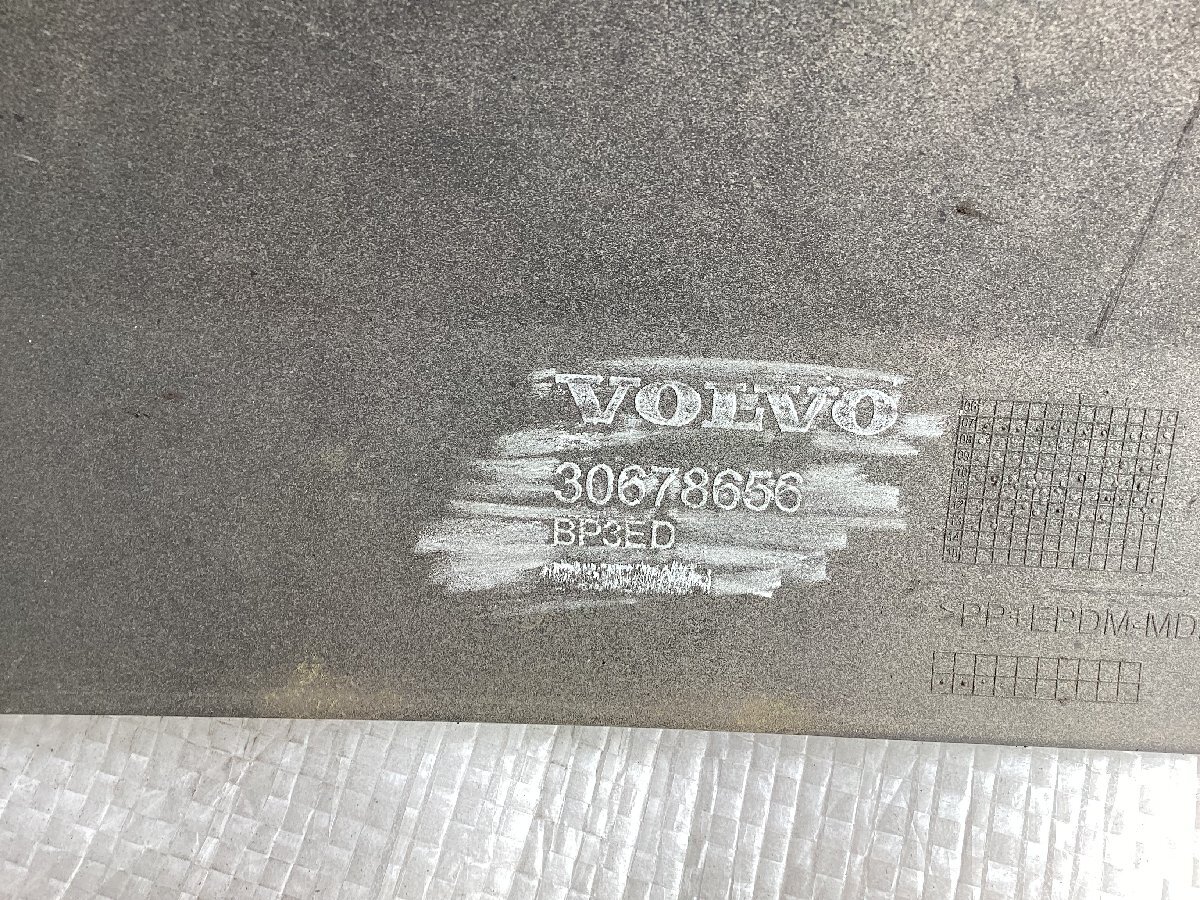 VOLVO
30678656
BP3ED
>PP+EPDM-MD